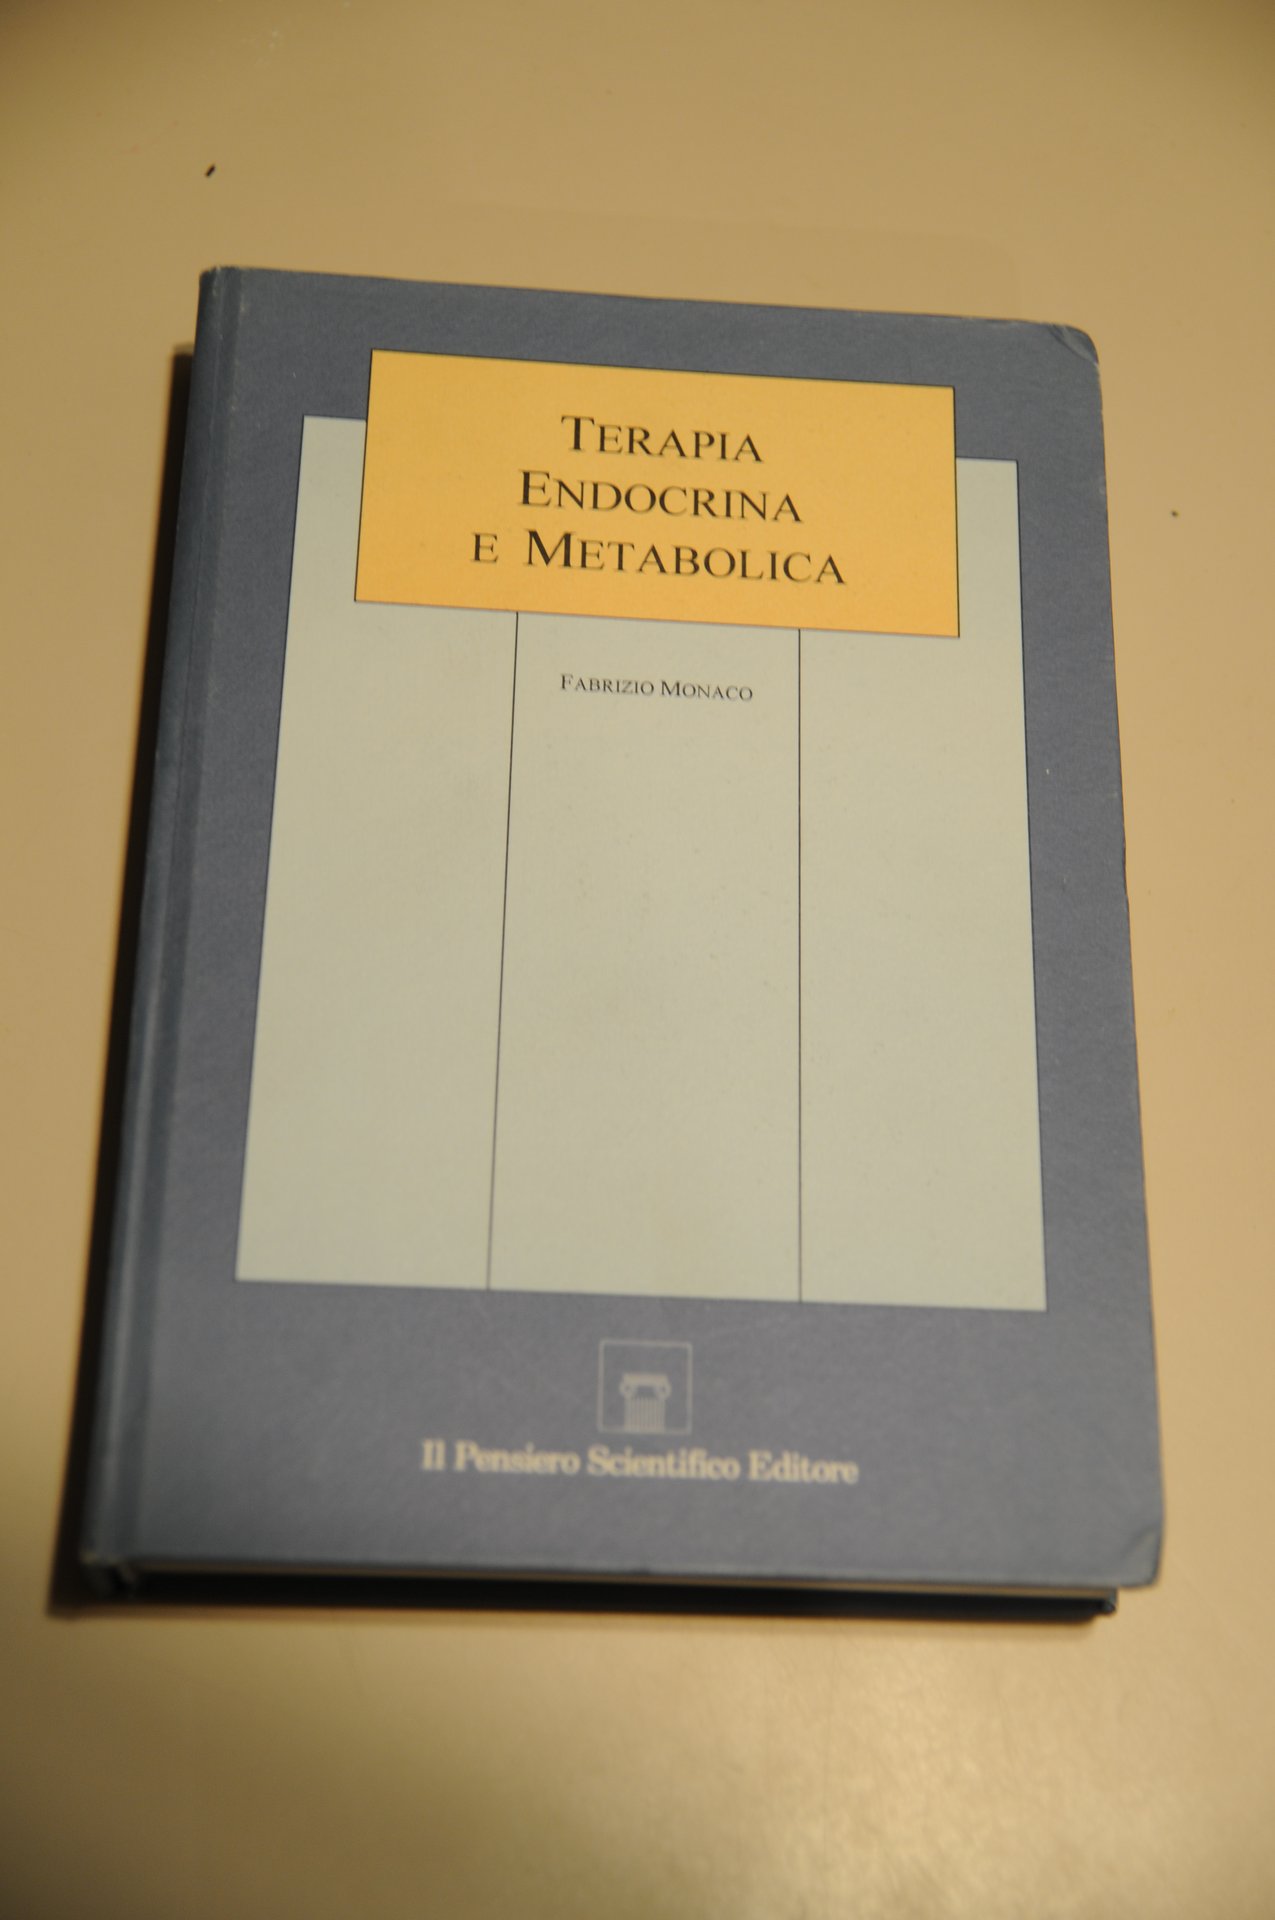 TERAPIA
ENDOCRINA
E METABOLICA
FABRIZIO MONACO
Il Pensiero Scientifico Editore